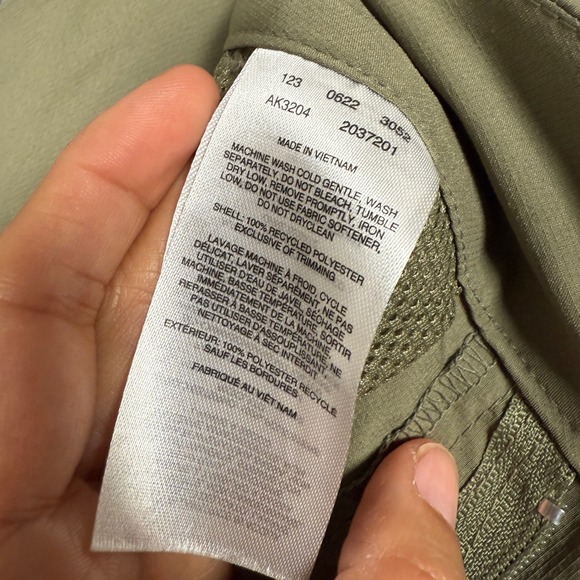 123 0622 3052
AK3204 2037201
MADE IN VIETNAM
MACHINE WASH COLD GENTLE, WASH
SEPARATELY. DO NOT BLEACH, TUMBLE
DRY LOW, REMOVE PROMPTLY, IRON
LOW, DO NOT USE FABRIC SOFTENER.
DO NOT DRYCLEAN
SHELL: 100% RECYCLED POLYESTER
EXCLUSIVE OF TRIMMING
LAVAGE MACHINE À FROID, CYCLE
DÉLICAT. LAVER SÉPARÉMENT. NE PAS
UTILISER D'EAU DE JAVEL. SÉCHAGE
MACHINE, BASSE TEMPÉRATURE, SORTIR
IMMÉDIATEMENT DE LA MACHINE,
REPASSER À BASSE TEMPÉRATURE, NE
PAS UTILISER D'ASSOUPLISSANT.
NETTOYAGE À SEC INTERDIT
EXTÉRIEUR: 100% POLYESTER RECYCLÉ
SAUF LES BORDURES
FABRIQUÉ AU VIÊT NAM